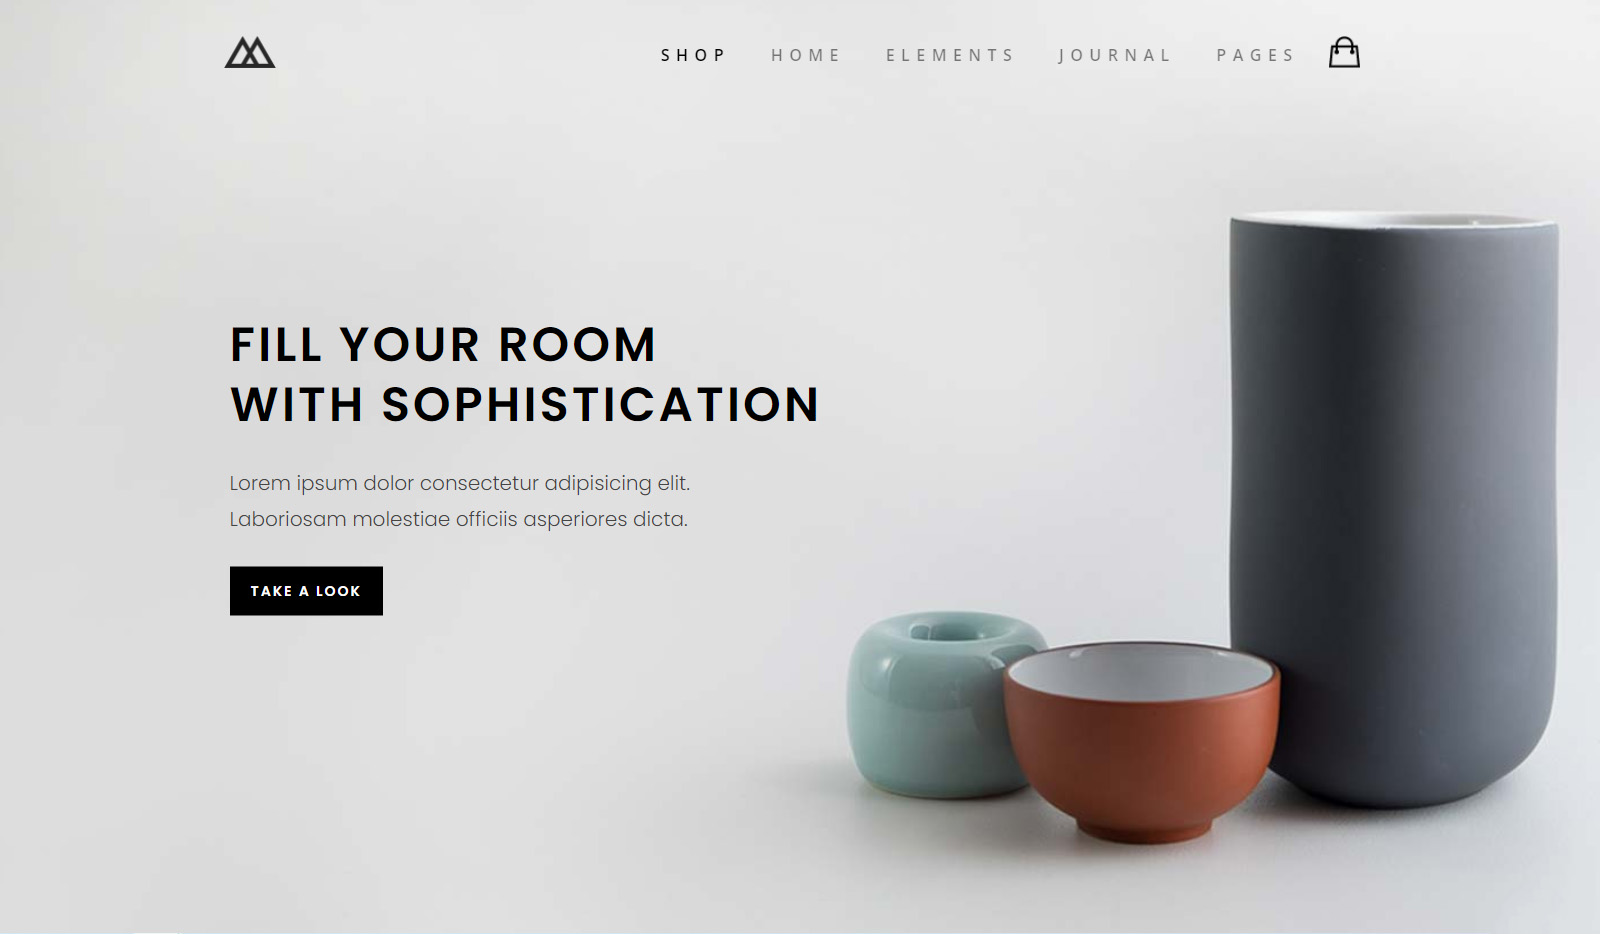 SHOP HOME ELEMENTS JOURNAL PAGES
FILL YOUR ROOM
WITH SOPHISTICATION
Lorem ipsum dolor consectetur adipisicing elit.
Laboriosam molestiae officiis asperiores dicta.
TAKE A LOOK